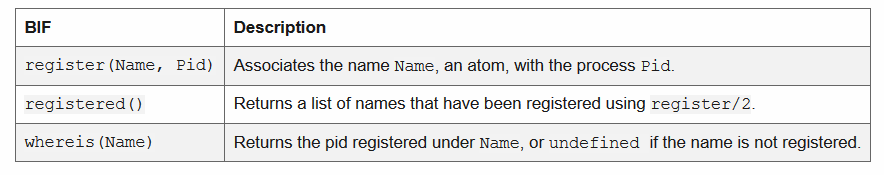 BIF Description
register(Name, Pid) Associates the name Name, an atom, with the process Pid.
registered() Returns a list of names that have been registered using register/2.
whereis(Name) Returns the pid registered under Name, or undefined if the name is not registered.